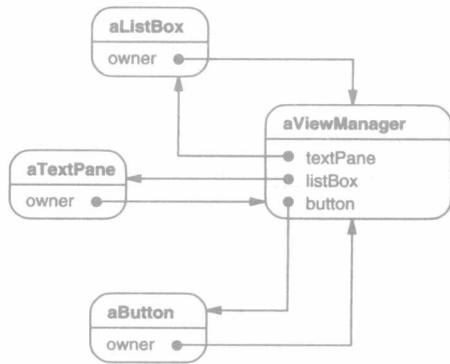 aListBox
owner
aViewManager
textPane
listBox
button
aTextPane
owner
aButton
owner